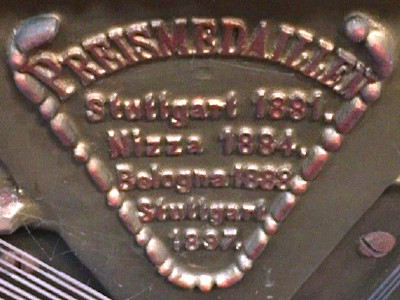 PREISMEDAILLEN
Stuttgart 1881.
Nizza 1884.
Bologna 1888
Stuttgart
1897.